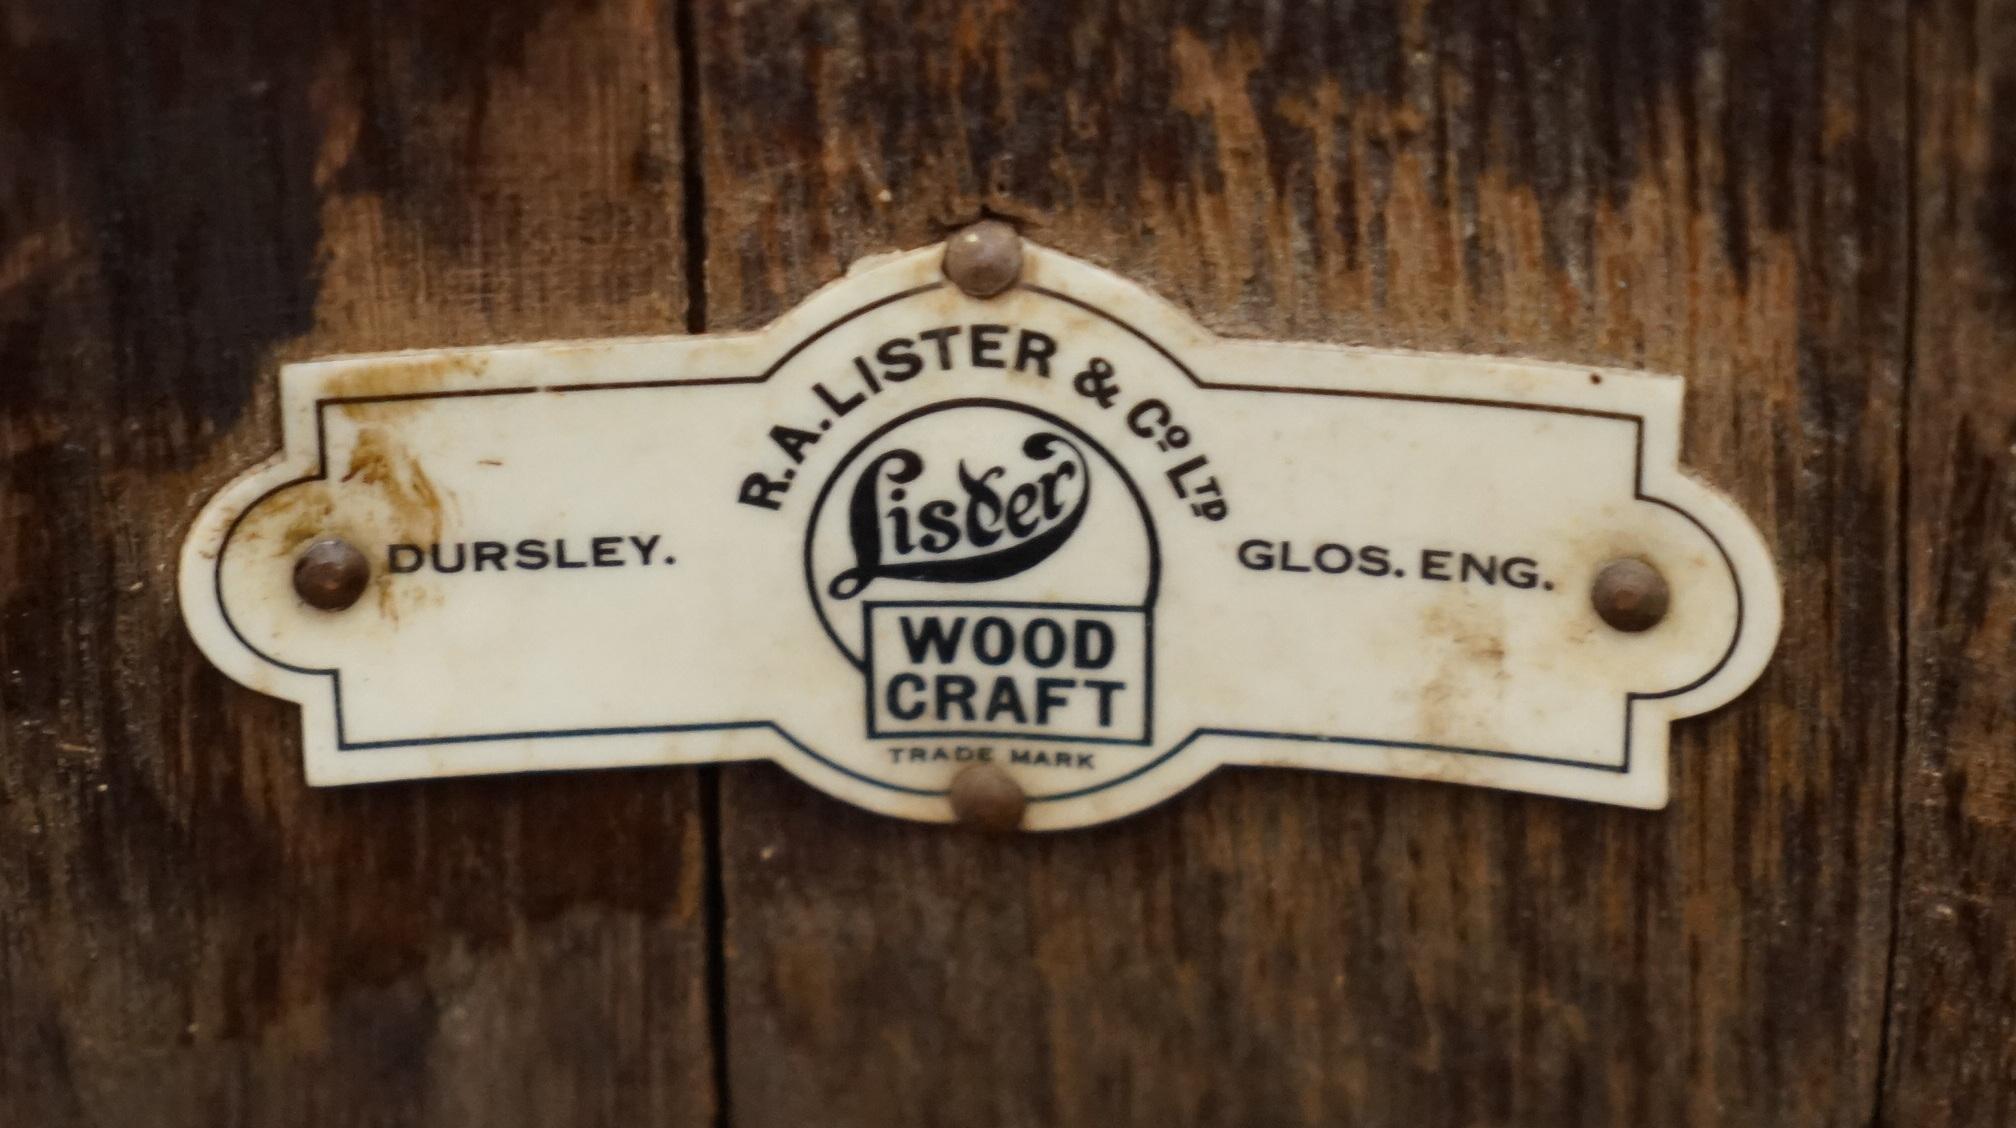 R.A. LISTER & Cº LTD
Lister
DURSLEY.
GLOS. ENG.
WOOD
CRAFT
TRADE MARK